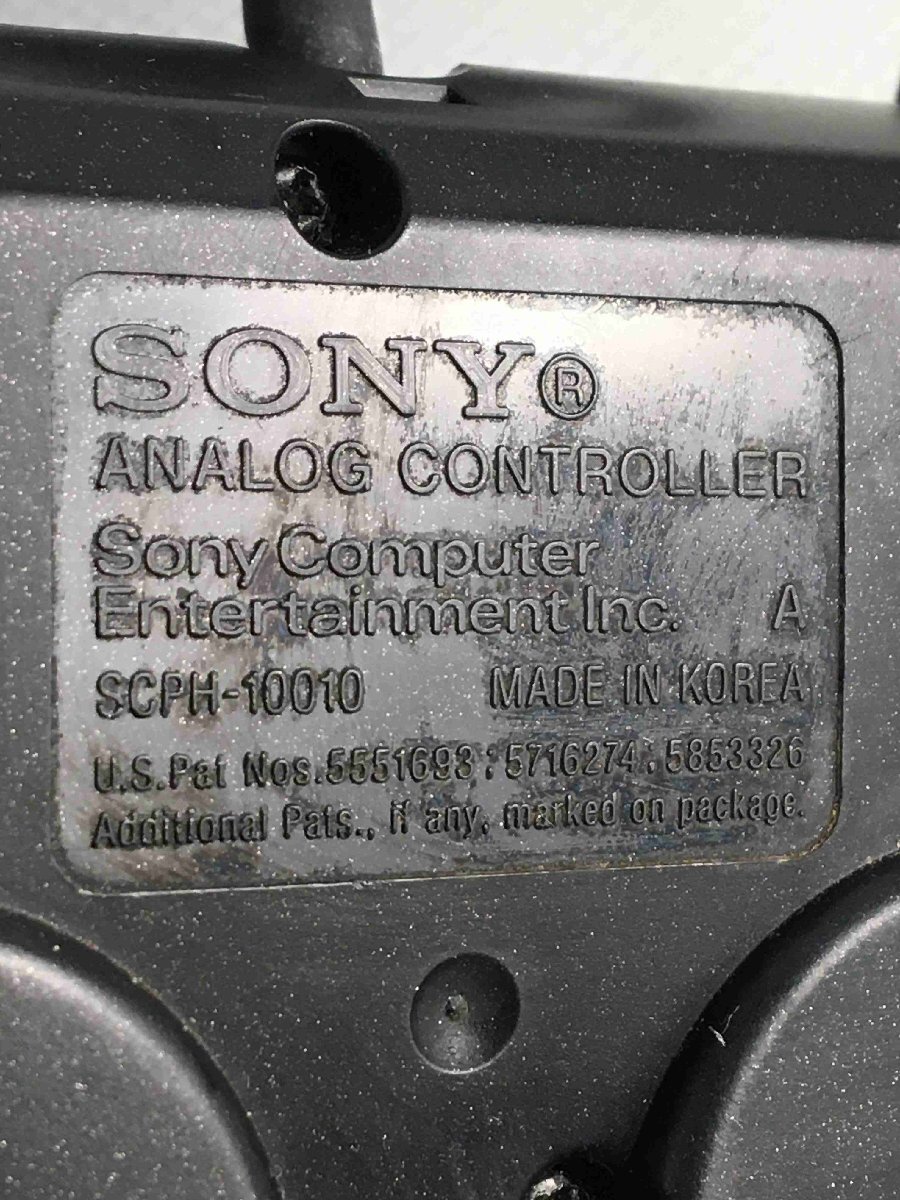 SONY®
ANALOG CONTROLLER
Sony Computer
Entertainment Inc. A
SCPH-10010 MADE IN KOREA
U.S.Pat Nos.5551693;5716274;5853326
Additional Pats., if any, marked on package.